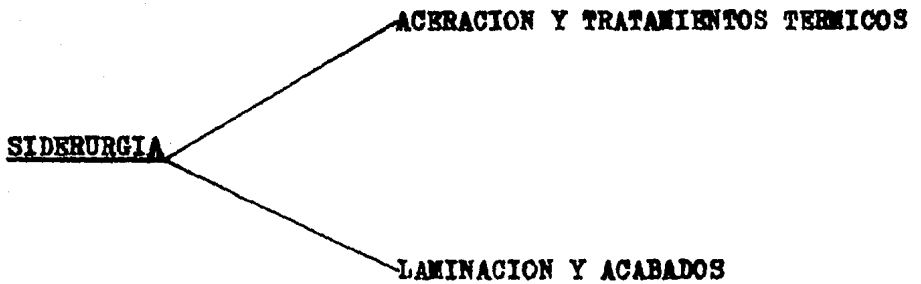 ACERACION Y TRATAMIENTOS TERMICOS
SIDERURGIA
LAMINACION Y ACABADOS